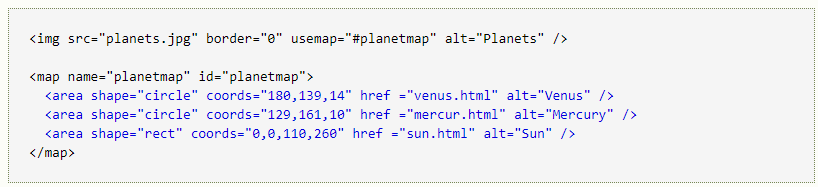 <img src="planets.jpg" border="0" usemap="#planetmap" alt="Planets" />
<map name="planetmap" id="planetmap">
<area shape="circle" coords="180,139,14" href ="venus.html" alt="Venus" />
<area shape="circle" coords="129,161,10" href ="mercur.html" alt="Mercury" />
<area shape="rect" coords="0,0,110,260" href ="sun.html" alt="Sun" />
</map>